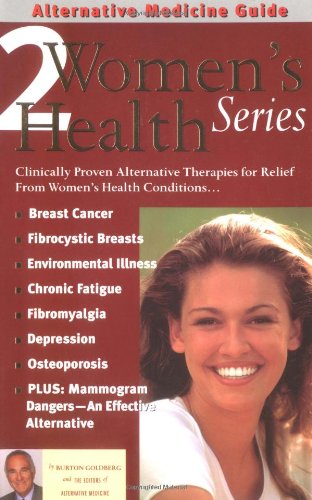 Alternative Medicine Guide
2 Women's
Health Series
Clinically Proven Alternative Therapies for Relief
From Women's Health Conditions...
Breast Cancer
Fibrocystic Breasts
Environmental Illness
Chronic Fatigue
Fibromyalgia
Depression
Osteoporosis
PLUS: Mammogram
Dangers—An Effective
Alternative
by BURTON GOLDBERG
and THE EDITORS OF
ALTERNATIVE MEDICINE